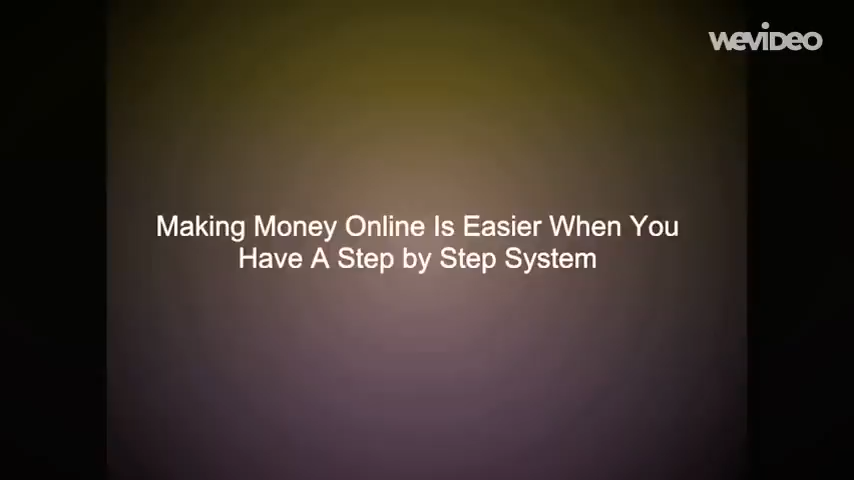 WEVIDEO
Making Money Online Is Easier When You
Have A Step by Step System